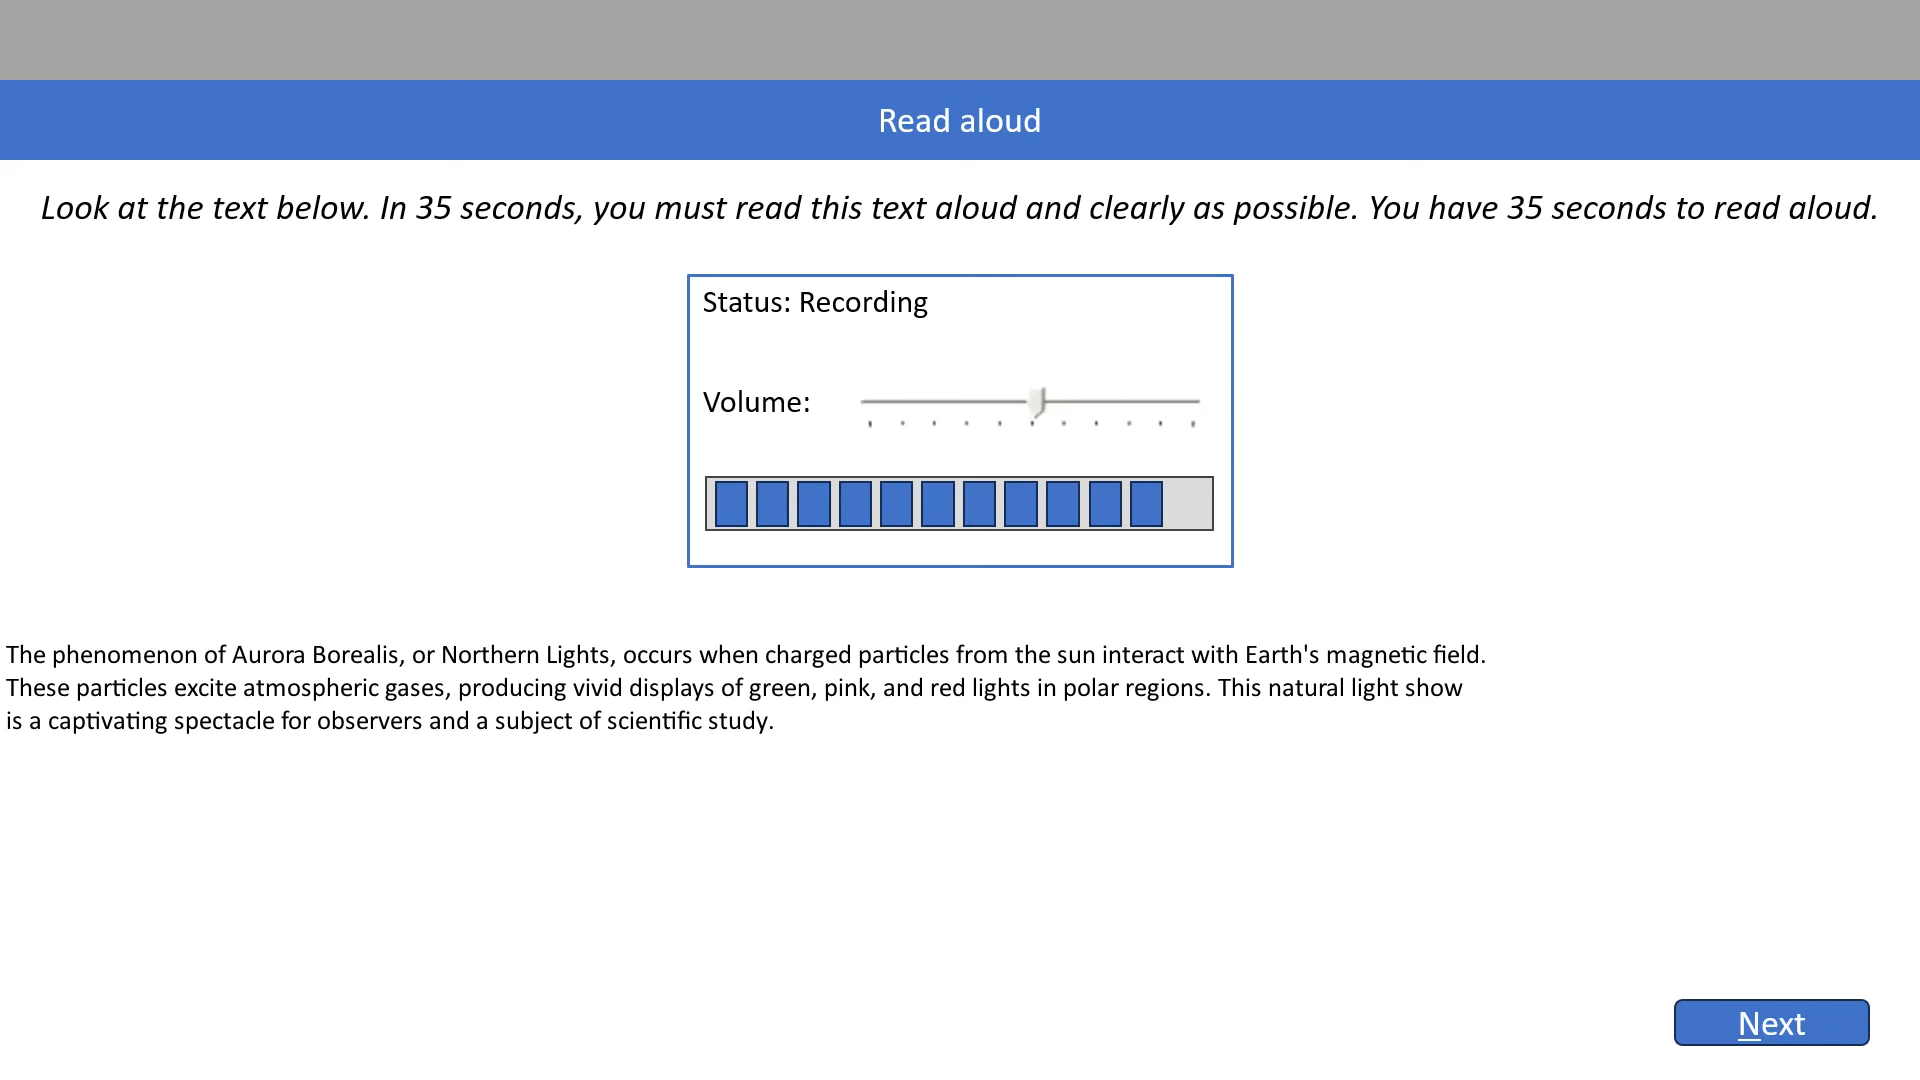 Read aloud
Look at the text below. In 35 seconds, you must read this text aloud and clearly as possible. You have 35 seconds to read aloud.
Status: Recording
Volume:
The phenomenon of Aurora Borealis, or Northern Lights, occurs when charged particles from the sun interact with Earth's magnetic field.
These particles excite atmospheric gases, producing vivid displays of green, pink, and red lights in polar regions. This natural light show
is a captivating spectacle for observers and a subject of scientific study.
Next